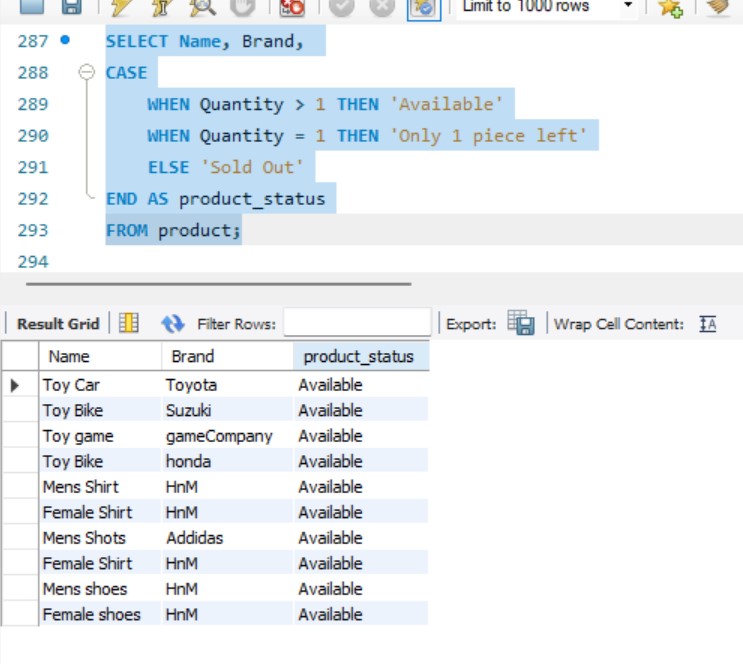 Limit to 1000 rows
287 SELECT Name, Brand,
288 CASE
289 WHEN Quantity > 1 THEN 'Available'
290 WHEN Quantity = 1 THEN 'Only 1 piece left'
291 ELSE 'Sold Out'
292 END AS product_status
293 FROM product;
294
Result Grid Filter Rows: Export: Wrap Cell Content: IA
Name Brand product_status
Toy Car Toyota Available
Toy Bike Suzuki Available
Toy game gameCompany Available
Toy Bike honda Available
Mens Shirt HnM Available
Female Shirt HnM Available
Mens Shots Addidas Available
Female Shirt HnM Available
Mens shoes HnM Available
Female shoes HnM Available